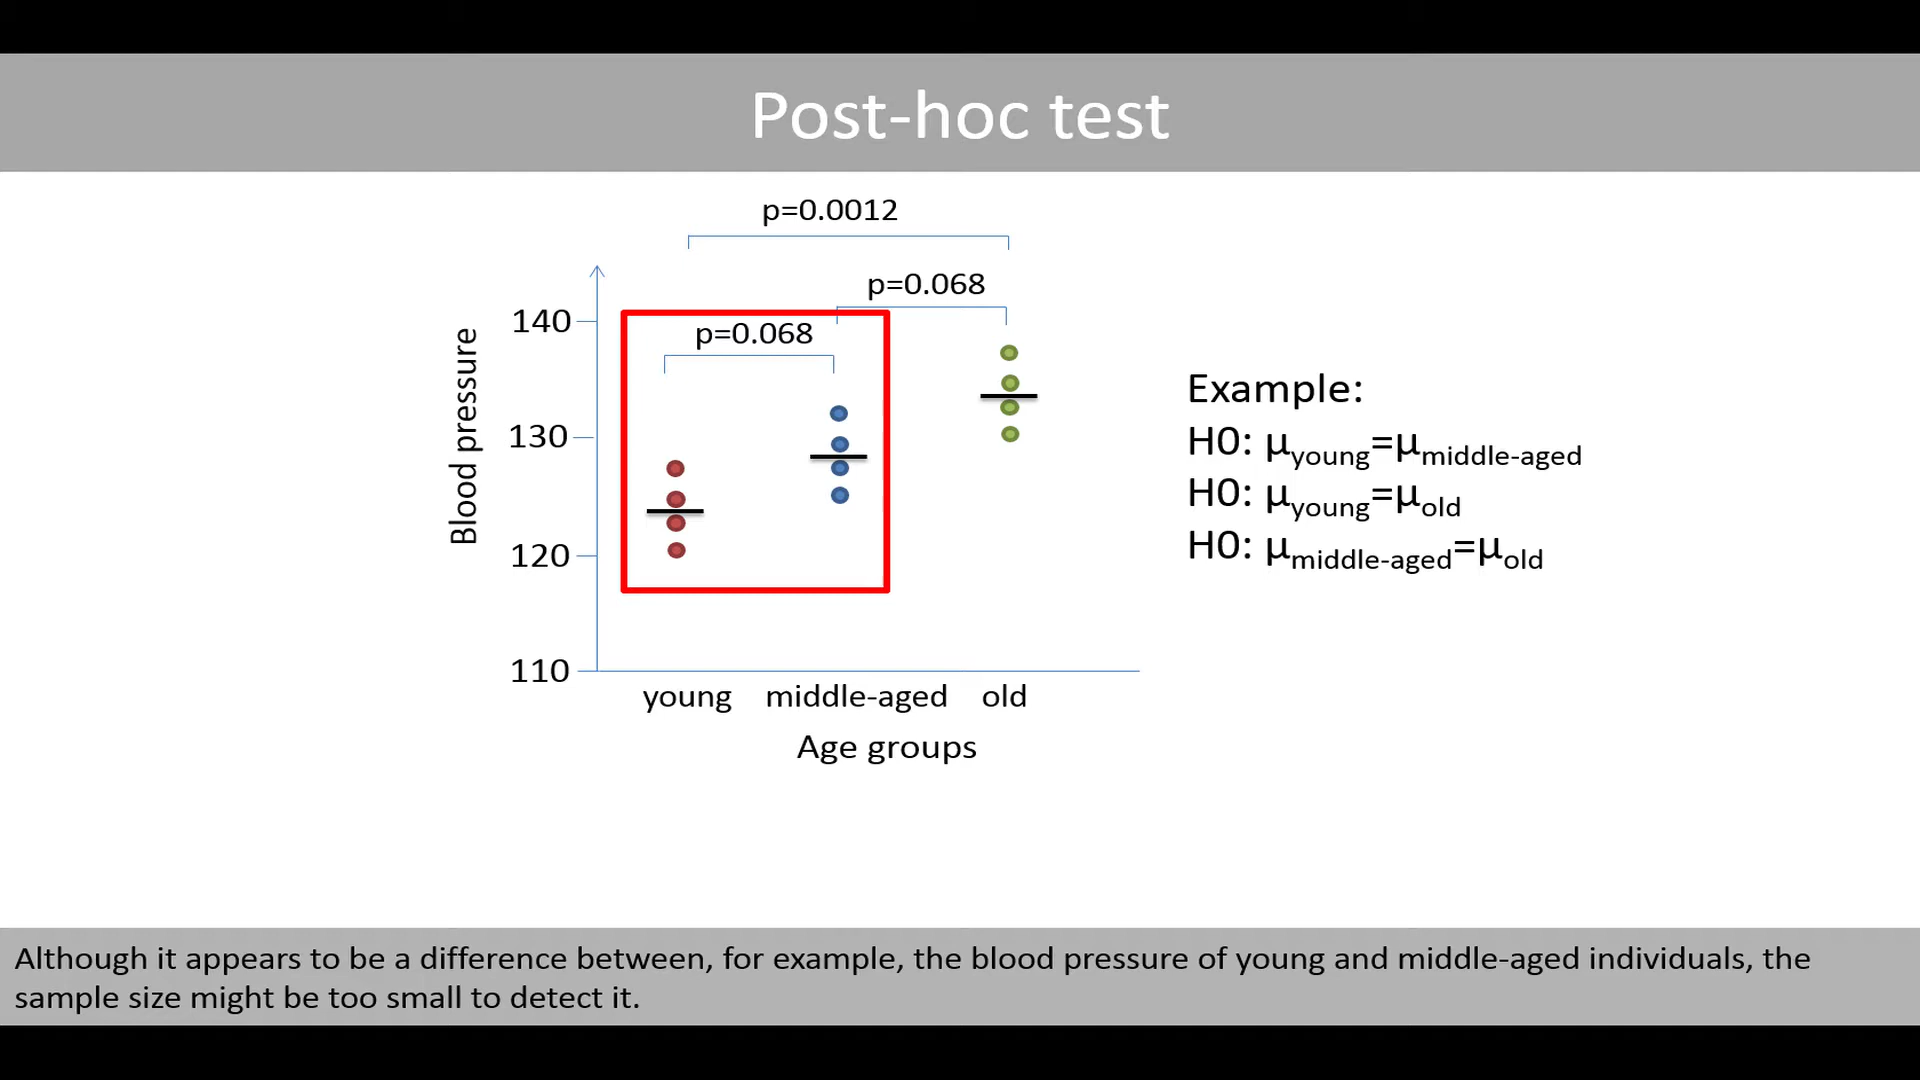 Post-hoc test
p=0.0012
p=0.068
p=0.068
140
130
120
110
Blood pressure
young middle-aged old
Age groups
Example:
H0: μyoung=μmiddle-aged
H0: μyoung=μold
H0: μmiddle-aged=μold
Although it appears to be a difference between, for example, the blood pressure of young and middle-aged individuals, the
sample size might be too small to detect it.